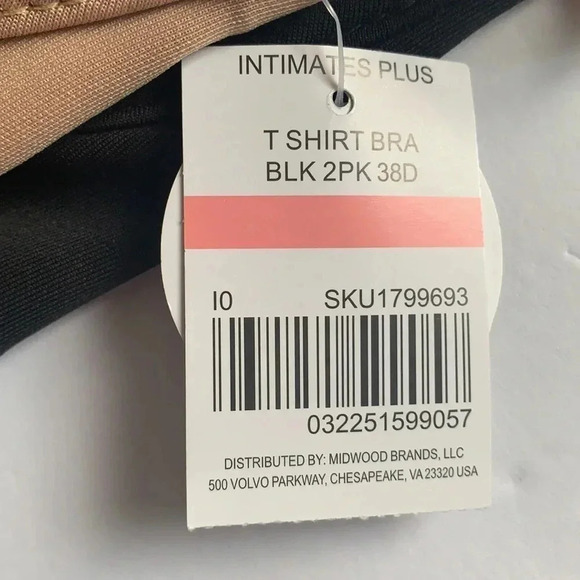 INTIMATES PLUS
T SHIRT BRA
BLK 2PK 38D
I0 SKU1799693
032251599057
DISTRIBUTED BY: MIDWOOD BRANDS, LLC
500 VOLVO PARKWAY, CHESAPEAKE, VA 23320 USA